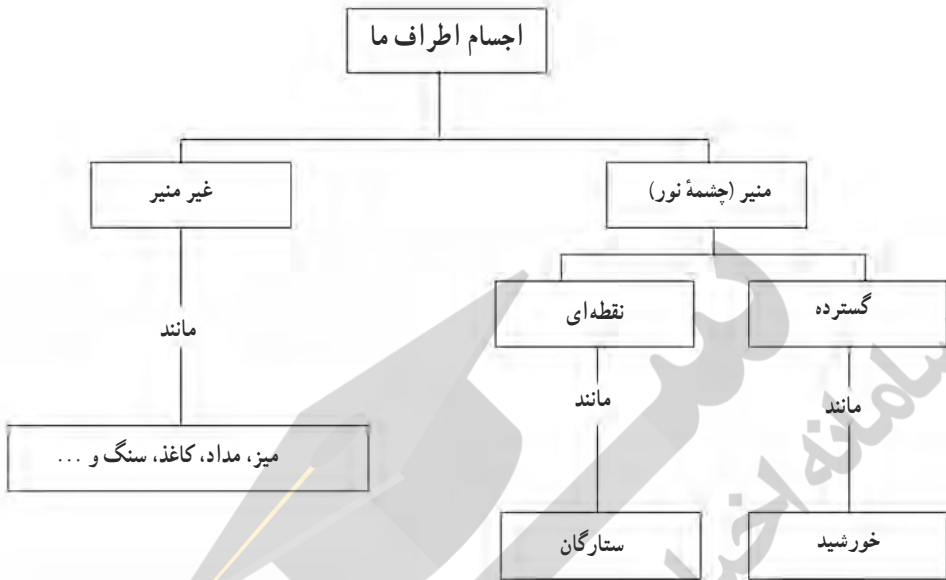 اجسام اطراف ما
منیر (چشمهٔ نور)
غیر منیر
گسترده
نقطه‌ای
مانند
مانند
مانند
میز، مداد، کاغذ، سنگ و ...
خورشید
ستارگان
سامانه